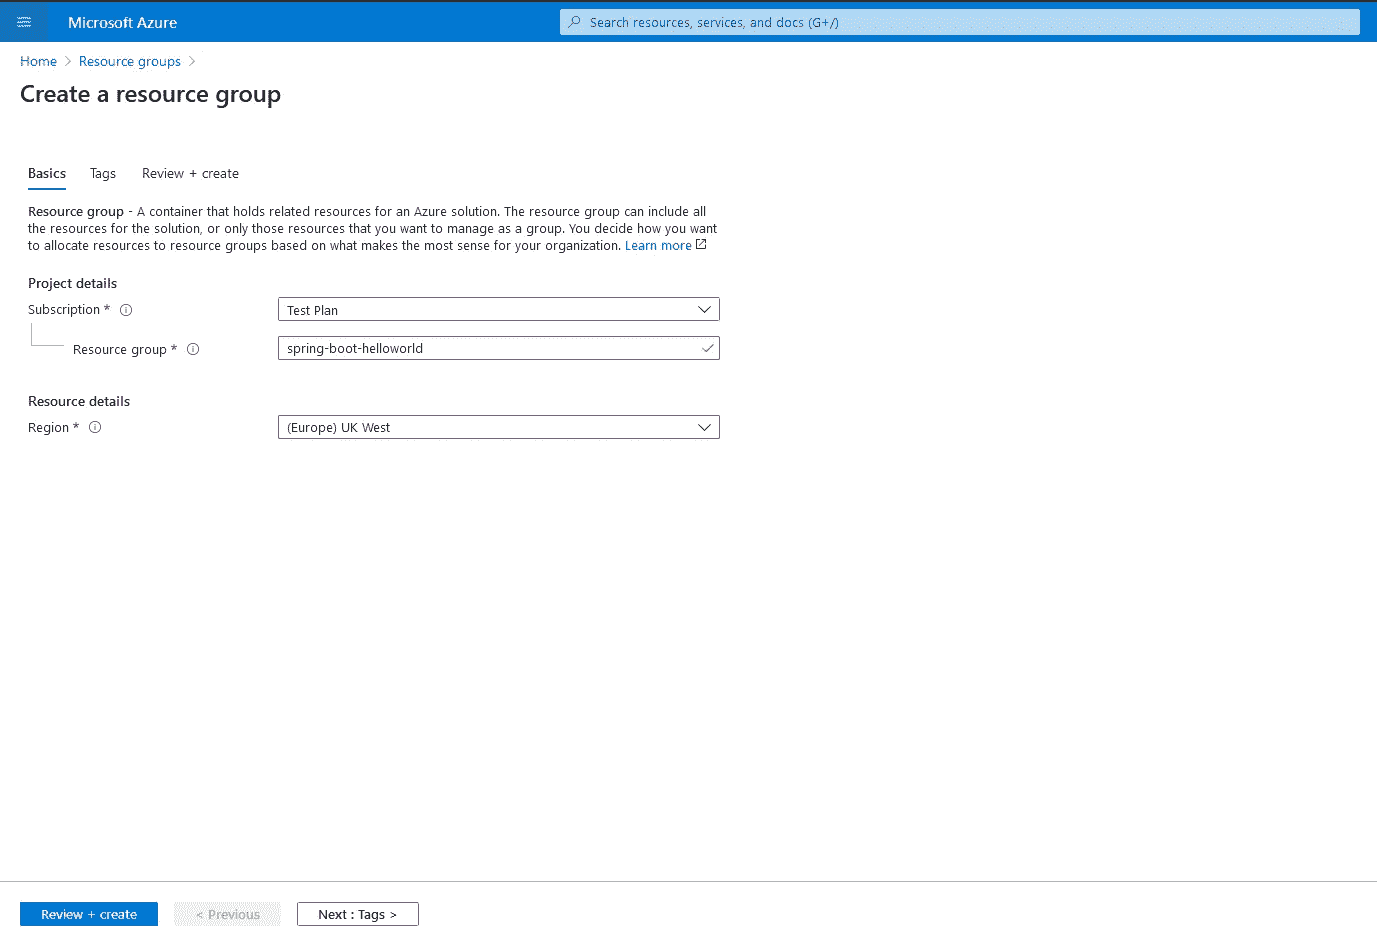 Microsoft Azure
Search resources, services, and docs (G+/)
Home > Resource groups >
Create a resource group
Basics Tags Review + create
Resource group - A container that holds related resources for an Azure solution. The resource group can include all
the resources for the solution, or only those resources that you want to manage as a group. You decide how you want
to allocate resources to resource groups based on what makes the most sense for your organization. Learn more
Project details
Subscription * Test Plan
Resource group * spring-boot-helloworld
Resource details
Region * (Europe) UK West
Review + create < Previous Next : Tags >